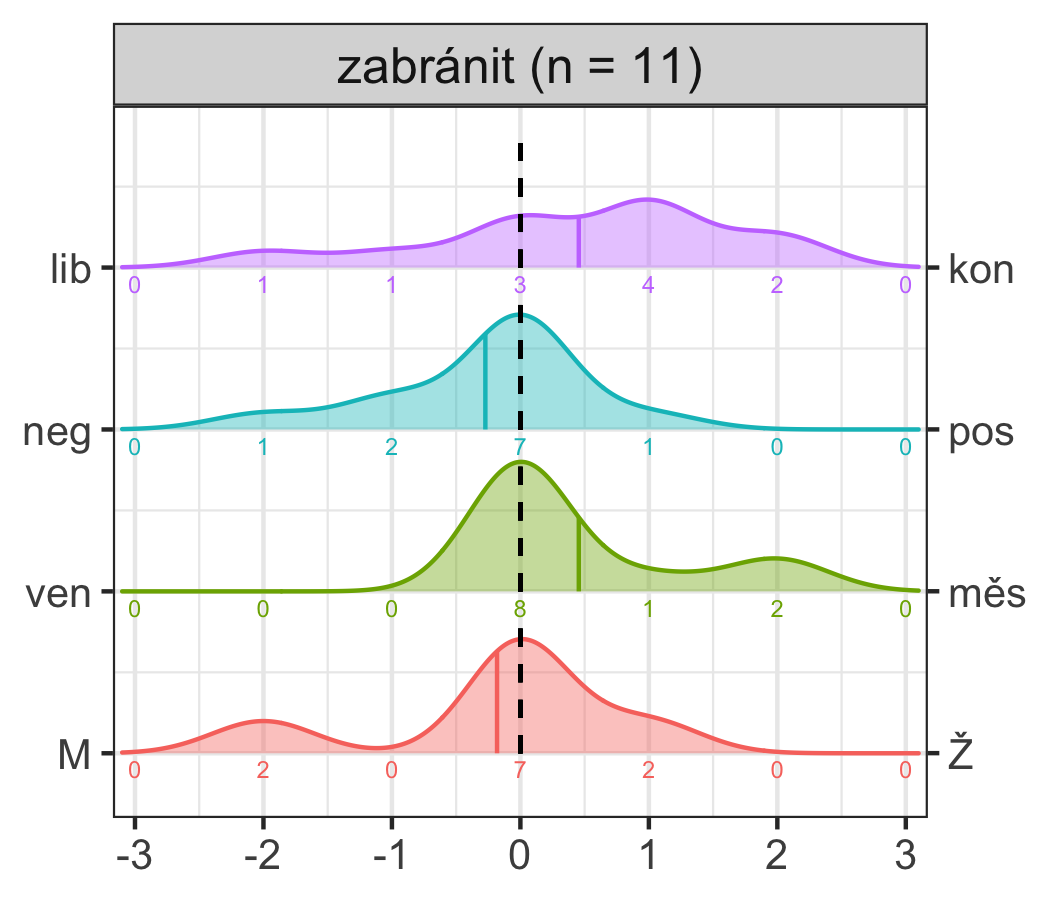 zabránit (n = 11)
lib kon
0 1 1 3 4 2 0
neg pos
0 1 2 7 1 0 0
ven měs
0 0 0 8 1 2 0
M Ž
0 2 0 7 2 0 0
-3 -2 -1 0 1 2 3